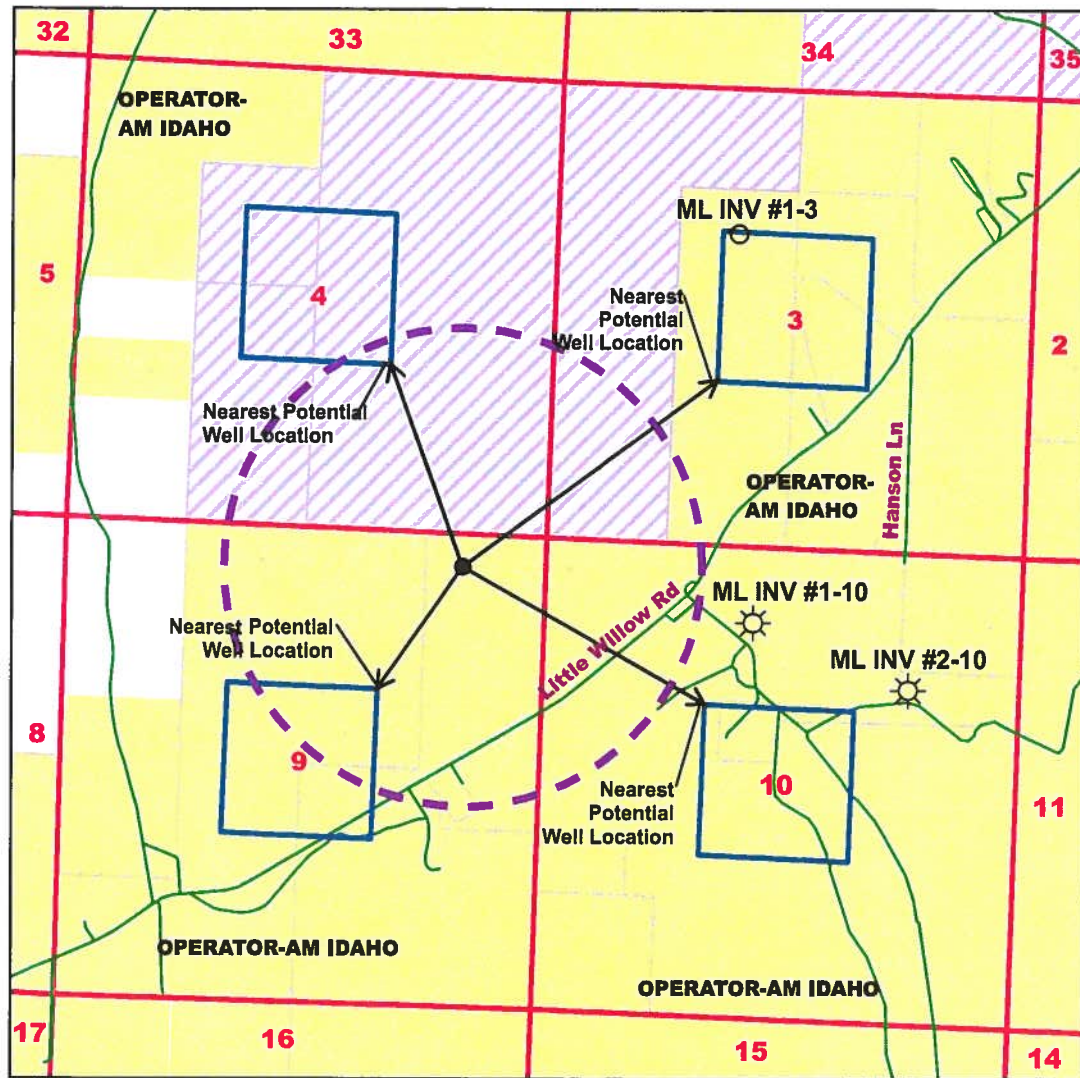 32
33
34
35
OPERATOR-
AM IDAHO
ML INV #1-3
5
4
Nearest
Potential
Well Location
3
2
Nearest Potential
Well Location
OPERATOR-
AM IDAHO
Hanson Ln
ML INV #1-10
Little Willow Rd
Nearest Potential
Well Location
ML INV #2-10
8
9
10
Nearest
Potential
Well Location
11
OPERATOR-AM IDAHO
OPERATOR-AM IDAHO
17
16
15
14